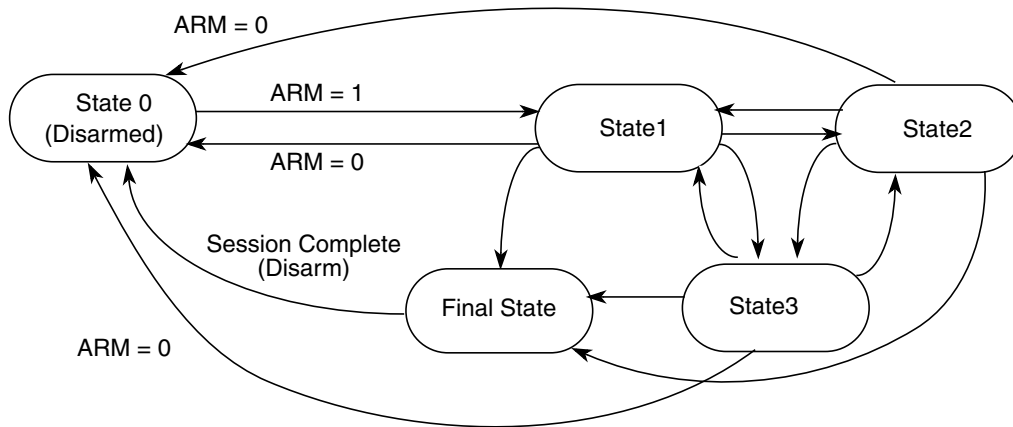 ARM = 0
State 0
(Disarmed)
ARM = 1
State1
State2
ARM = 0
Session Complete
(Disarm)
Final State
State3
ARM = 0